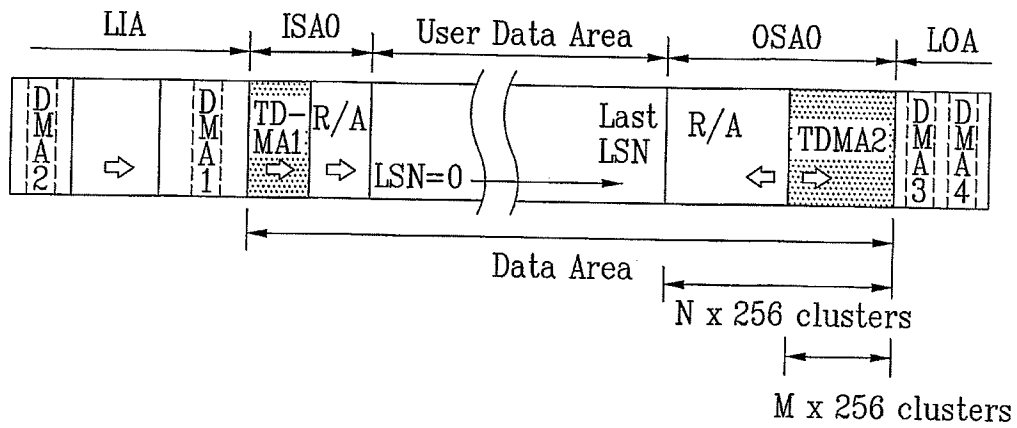 LIA
ISA0
User Data Area
OSA0
LOA
DMA2
DMA1
TD-
MA1
R/A
LSN=0
Last
LSN
R/A
TDMA2
DMA3
DMA4
Data Area
N x 256 clusters
M x 256 clusters